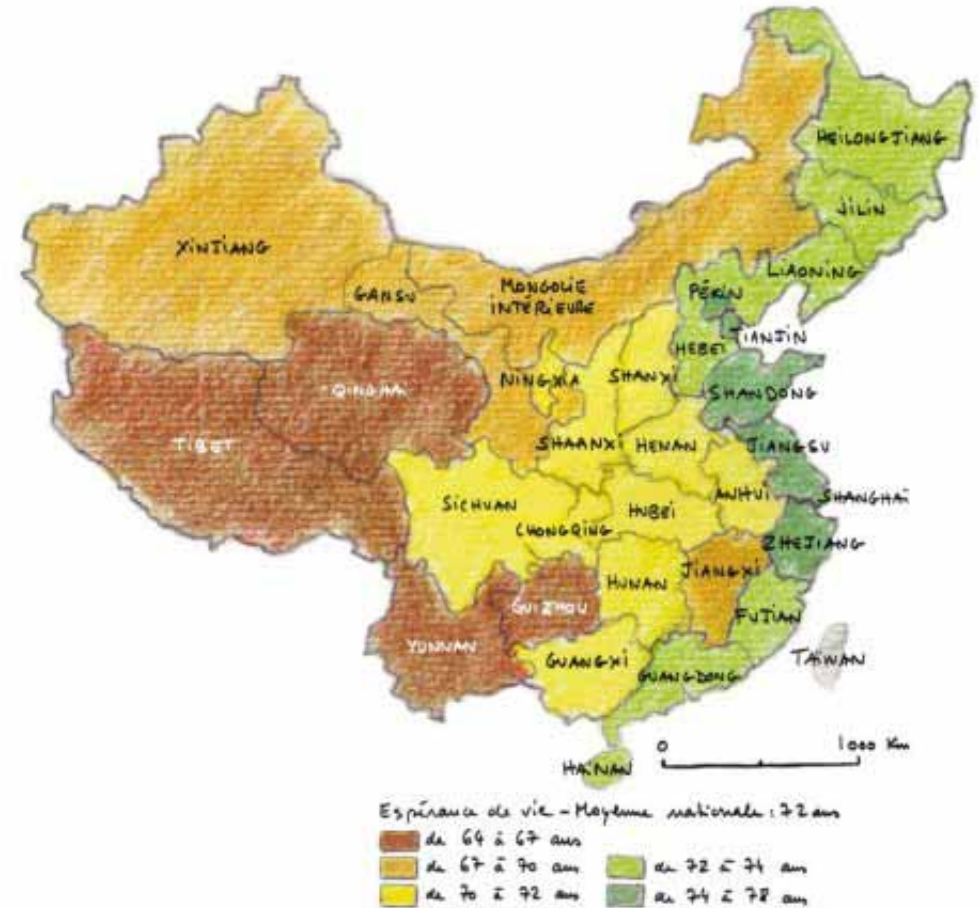 HEILONGJIANG
JILIN
XINJIANG
LIAONING
GANSU
MONGOLIE
INTÉRIEURE
PÉKIN
TIANJIN
HEBEI
QINGHAI
NINGXIA
SHANXI
SHANDONG
TIBET
SHAANXI
HENAN
JIANGSU
SICHUAN
ANHUI
SHANGHAI
HUBEI
CHONGQING
ZHEJIANG
HUNAN
JIANGXI
GUIZHOU
FUJIAN
YUNNAN
GUANGXI
TAÏWAN
GUANGDONG
0 1000 Km
HAÏNAN
Espérance de vie - Moyenne nationale : 72 ans
de 64 à 67 ans
de 67 à 70 ans
de 70 à 72 ans
de 72 à 74 ans
de 74 à 78 ans